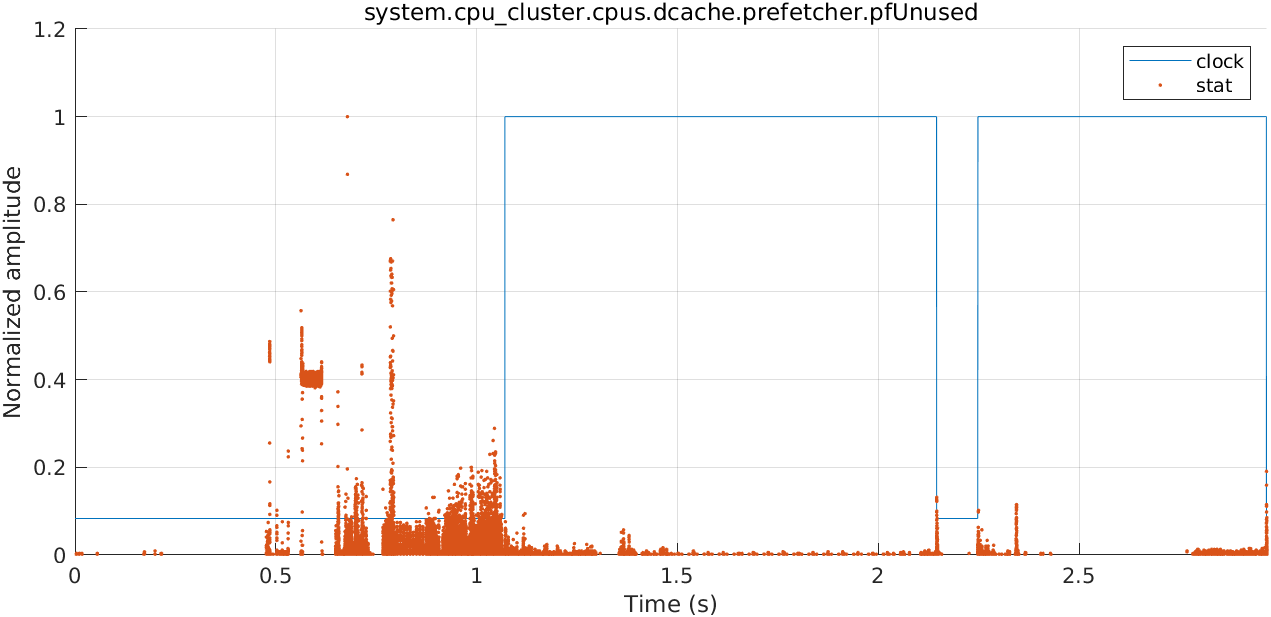 system.cpu_cluster.cpus.dcache.prefetcher.pfUnused
1.2
1
0.8
0.6
0.4
0.2
0
Normalized amplitude
clock
stat
0 0.5 1 1.5 2 2.5
Time (s)